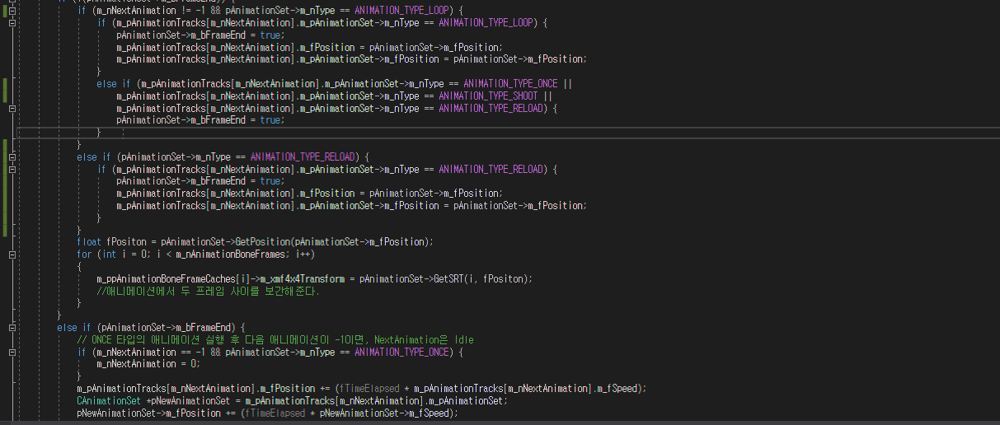 if (m_nNextAnimation != -1 && pAnimationSet->m_nType == ANIMATION_TYPE_LOOP) {
if (m_pAnimationTracks[m_nNextAnimation].m_pAnimationSet->m_nType == ANIMATION_TYPE_LOOP) {
pAnimationSet->m_bFrameEnd = true;
m_pAnimationTracks[m_nNextAnimation].m_fPosition = pAnimationSet->m_fPosition;
m_pAnimationTracks[m_nNextAnimation].m_pAnimationSet->m_fPosition = pAnimationSet->m_fPosition;
}
else if (m_pAnimationTracks[m_nNextAnimation].m_pAnimationSet->m_nType == ANIMATION_TYPE_ONCE ||
m_pAnimationTracks[m_nNextAnimation].m_pAnimationSet->m_nType == ANIMATION_TYPE_SHOOT ||
m_pAnimationTracks[m_nNextAnimation].m_pAnimationSet->m_nType == ANIMATION_TYPE_RELOAD) {
pAnimationSet->m_bFrameEnd = true;
}
}
else if (pAnimationSet->m_nType == ANIMATION_TYPE_RELOAD) {
if (m_pAnimationTracks[m_nNextAnimation].m_pAnimationSet->m_nType == ANIMATION_TYPE_RELOAD) {
pAnimationSet->m_bFrameEnd = true;
m_pAnimationTracks[m_nNextAnimation].m_fPosition = pAnimationSet->m_fPosition;
m_pAnimationTracks[m_nNextAnimation].m_pAnimationSet->m_fPosition = pAnimationSet->m_fPosition;
}
}
float fPositon = pAnimationSet->GetPosition(pAnimationSet->m_fPosition);
for (int i = 0; i < m_nAnimationBoneFrames; i++)
{
m_ppAnimationBoneFrameCaches[i]->m_xmf4x4Transform = pAnimationSet->GetSRT(i, fPositon);
//애니메이션에서 두 프레임 사이를 보간해준다.
}
}
else if (pAnimationSet->m_bFrameEnd) {
// ONCE 타입의 애니메이션 실행 후 다음 애니메이션이 -1이면, NextAnimation은 Idle
if (m_nNextAnimation == -1 && pAnimationSet->m_nType == ANIMATION_TYPE_ONCE) {
m_nNextAnimation = 0;
}
m_pAnimationTracks[m_nNextAnimation].m_fPosition += (fTimeElapsed * m_pAnimationTracks[m_nNextAnimation].m_fSpeed);
CAnimationSet *pNewAnimationSet = m_pAnimationTracks[m_nNextAnimation].m_pAnimationSet;
pNewAnimationSet->m_fPosition += (fTimeElapsed * pNewAnimationSet->m_fSpeed);